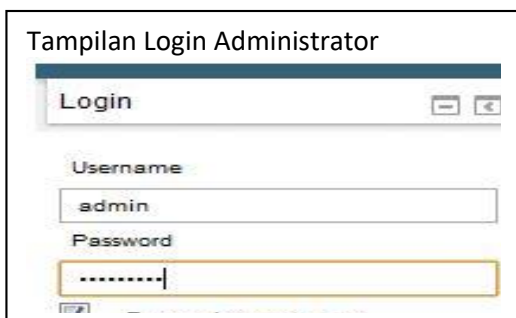 Tampilan Login Administrator
Login
Username
admin
Password
•••••••••